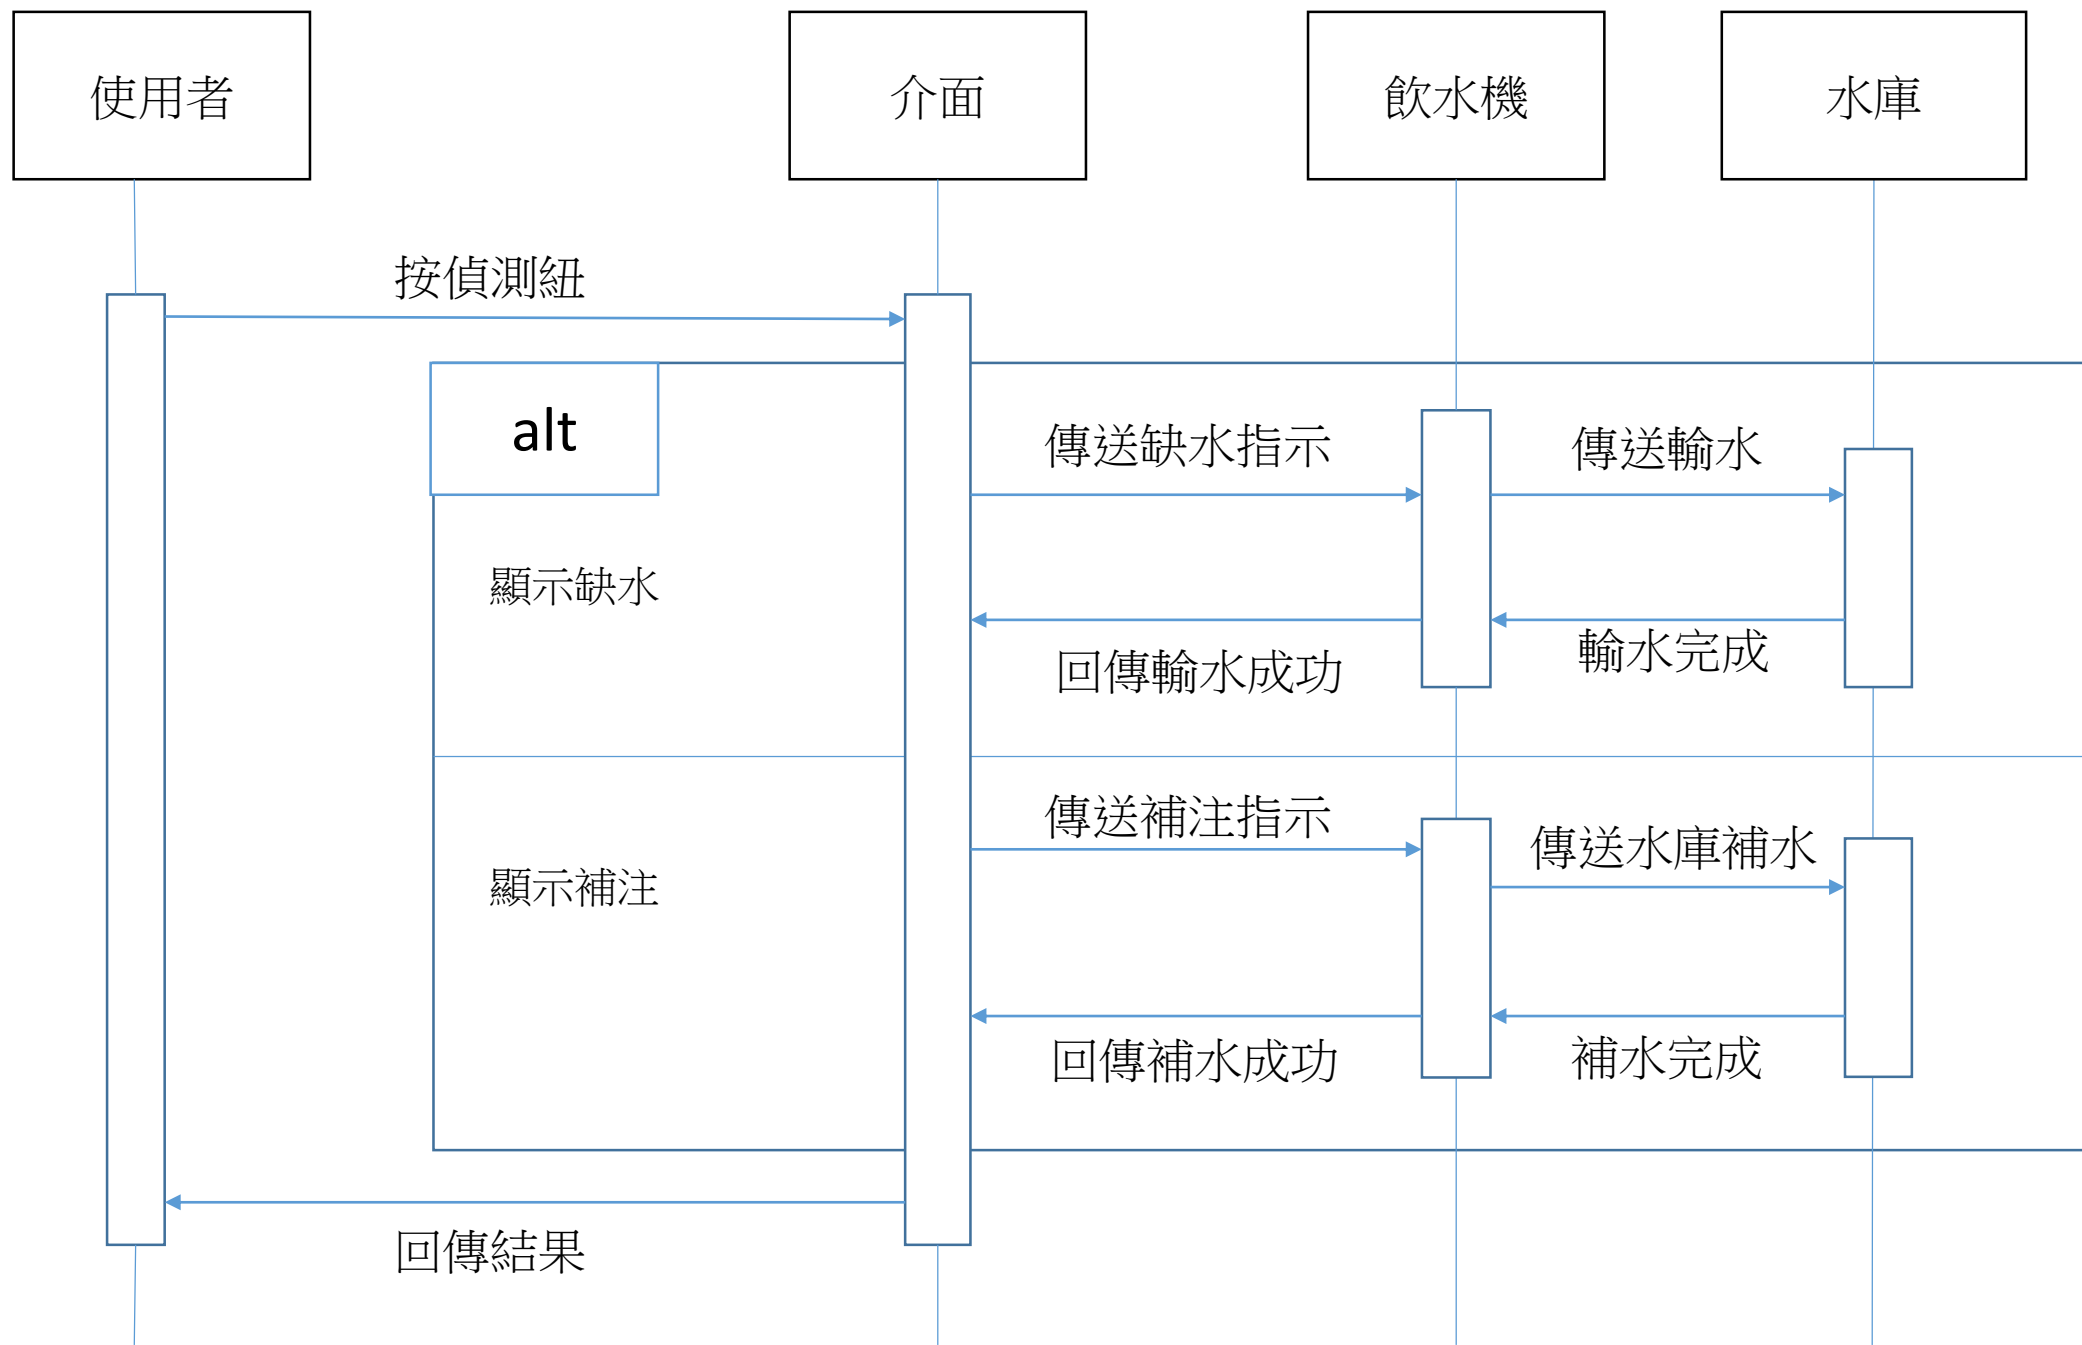 使用者
介面
飲水機
水庫
按偵測紐
alt
傳送缺水指示
傳送輸水
顯示缺水
輸水完成
回傳輸水成功
傳送補注指示
傳送水庫補水
顯示補注
補水完成
回傳補水成功
回傳結果